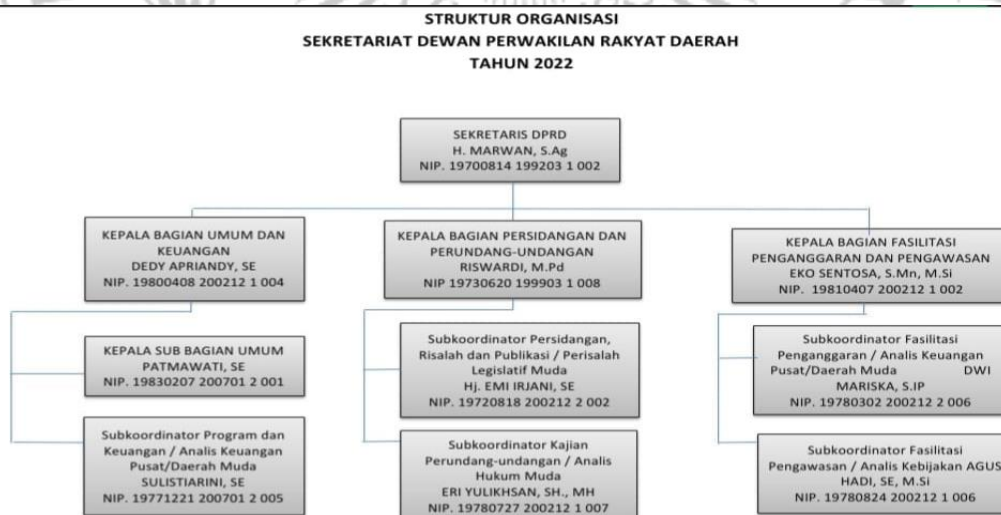 STRUKTUR ORGANISASI
SEKRETARIAT DEWAN PERWAKILAN RAKYAT DAERAH
TAHUN 2022
SEKRETARIS DPRD
H. MARWAN, S.Ag
NIP. 19700814 199203 1 002
KEPALA BAGIAN UMUM DAN
KEUANGAN
DEDY APRIANDY, SE
NIP. 19800408 200212 1 004
KEPALA SUB BAGIAN UMUM
PATMAWATI, SE
NIP. 19830207 200701 2 001
Subkoordinator Program dan
Keuangan / Analis Keuangan
Pusat/Daerah Muda
SULISTIARINI, SE
NIP. 19771221 200701 2 005
KEPALA BAGIAN PERSIDANGAN DAN
PERUNDANG-UNDANGAN
RISWARDI, M.Pd
NIP 19730620 199903 1 008
Subkoordinator Persidangan,
Risalah dan Publikasi / Perisalah
Legislatif Muda
Hj. EMI IRJANI, SE
NIP. 19720818 200212 2 002
Subkoordinator Kajian
Perundang-undangan / Analis
Hukum Muda
ERI YULIKHSAN, SH., MH
NIP. 19780727 200212 1 007
KEPALA BAGIAN FASILITASI
PENGANGGARAN DAN PENGAWASAN
EKO SENTOSA, S.Mn, M.Si
NIP. 19810407 200212 1 002
Subkoordinator Fasilitasi
Penganggaran / Analis Keuangan
Pusat/Daerah Muda DWI
MARISKA, S.IP
NIP. 19780302 200212 2 006
Subkoordinator Fasilitasi
Pengawasan / Analis Kebijakan AGUS
HADI, SE, M.Si
NIP. 19780824 200212 1 006